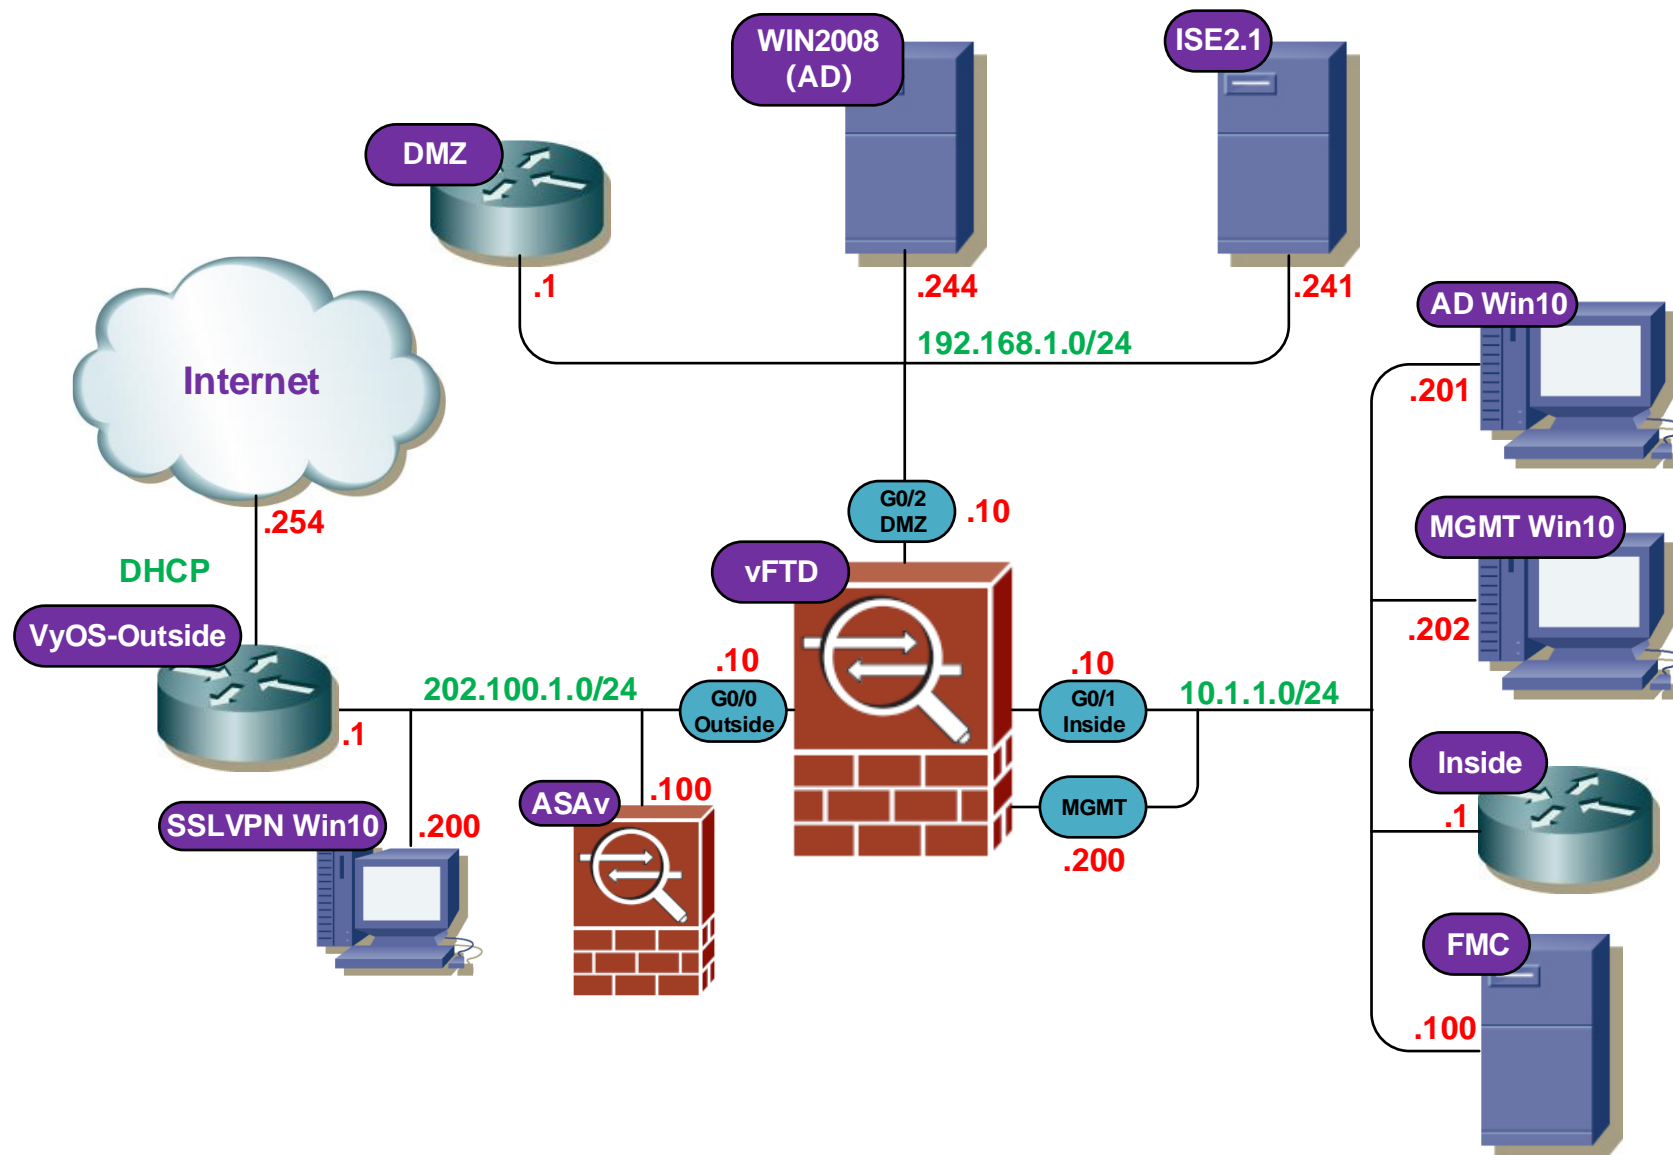 WIN2008
(AD)
ISE2.1
DMZ
.1
.244
.241
192.168.1.0/24
AD Win10
.201
Internet
.254
DHCP
G0/2
DMZ
.10
MGMT Win10
.202
vFTD
VyOS-Outside
.1
202.100.1.0/24
.10
G0/0
Outside
.10
G0/1
Inside
10.1.1.0/24
MGMT
.200
SSLVPN Win10
.200
ASAv
.100
Inside
.1
FMC
.100